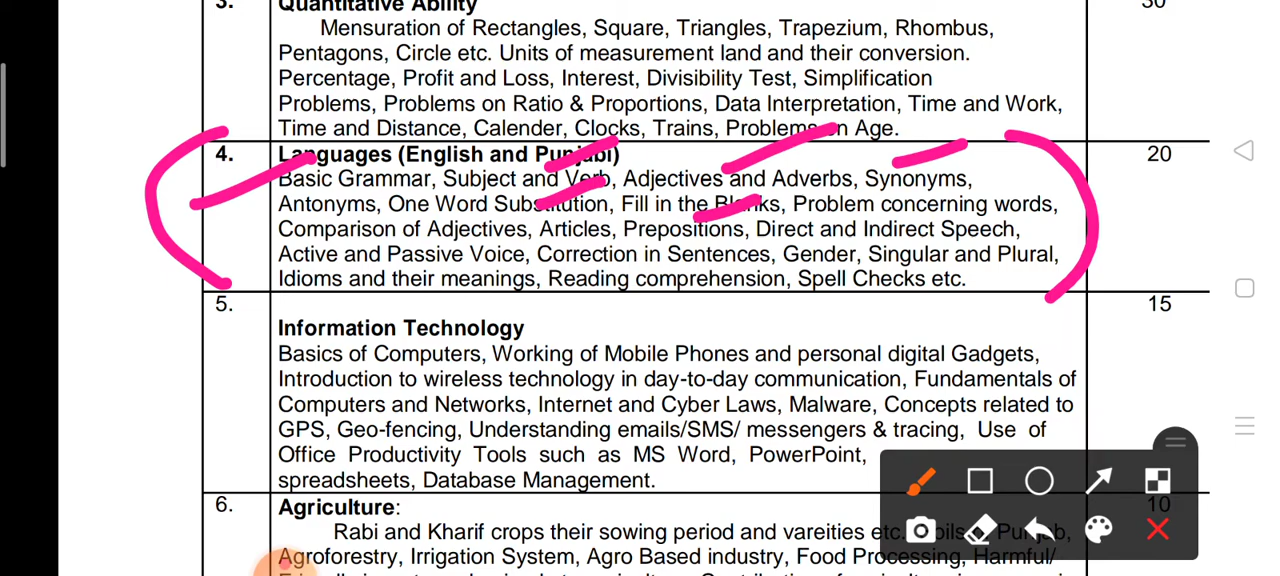 3. Quantitative Ability 30
Mensuration of Rectangles, Square, Triangles, Trapezium, Rhombus,
Pentagons, Circle etc. Units of measurement land and their conversion.
Percentage, Profit and Loss, Interest, Divisibility Test, Simplification
Problems, Problems on Ratio & Proportions, Data Interpretation, Time and Work,
Time and Distance, Calender, Clocks, Trains, Problems on Age.
4. Languages (English and Punjabi) 20
Basic Grammar, Subject and Verb, Adjectives and Adverbs, Synonyms,
Antonyms, One Word Substitution, Fill in the Blanks, Problem concerning words,
Comparison of Adjectives, Articles, Prepositions, Direct and Indirect Speech,
Active and Passive Voice, Correction in Sentences, Gender, Singular and Plural,
Idioms and their meanings, Reading comprehension, Spell Checks etc.
5. 15
Information Technology
Basics of Computers, Working of Mobile Phones and personal digital Gadgets,
Introduction to wireless technology in day-to-day communication, Fundamentals of
Computers and Networks, Internet and Cyber Laws, Malware, Concepts related to
GPS, Geo-fencing, Understanding emails/SMS/ messengers & tracing, Use of
Office Productivity Tools such as MS Word, PowerPoint,
spreadsheets, Database Management.
6. Agriculture: 10
Rabi and Kharif crops their sowing period and vareities etc. Punjab,
Agroforestry, Irrigation System, Agro Based industry, Food Processing, Harmful/